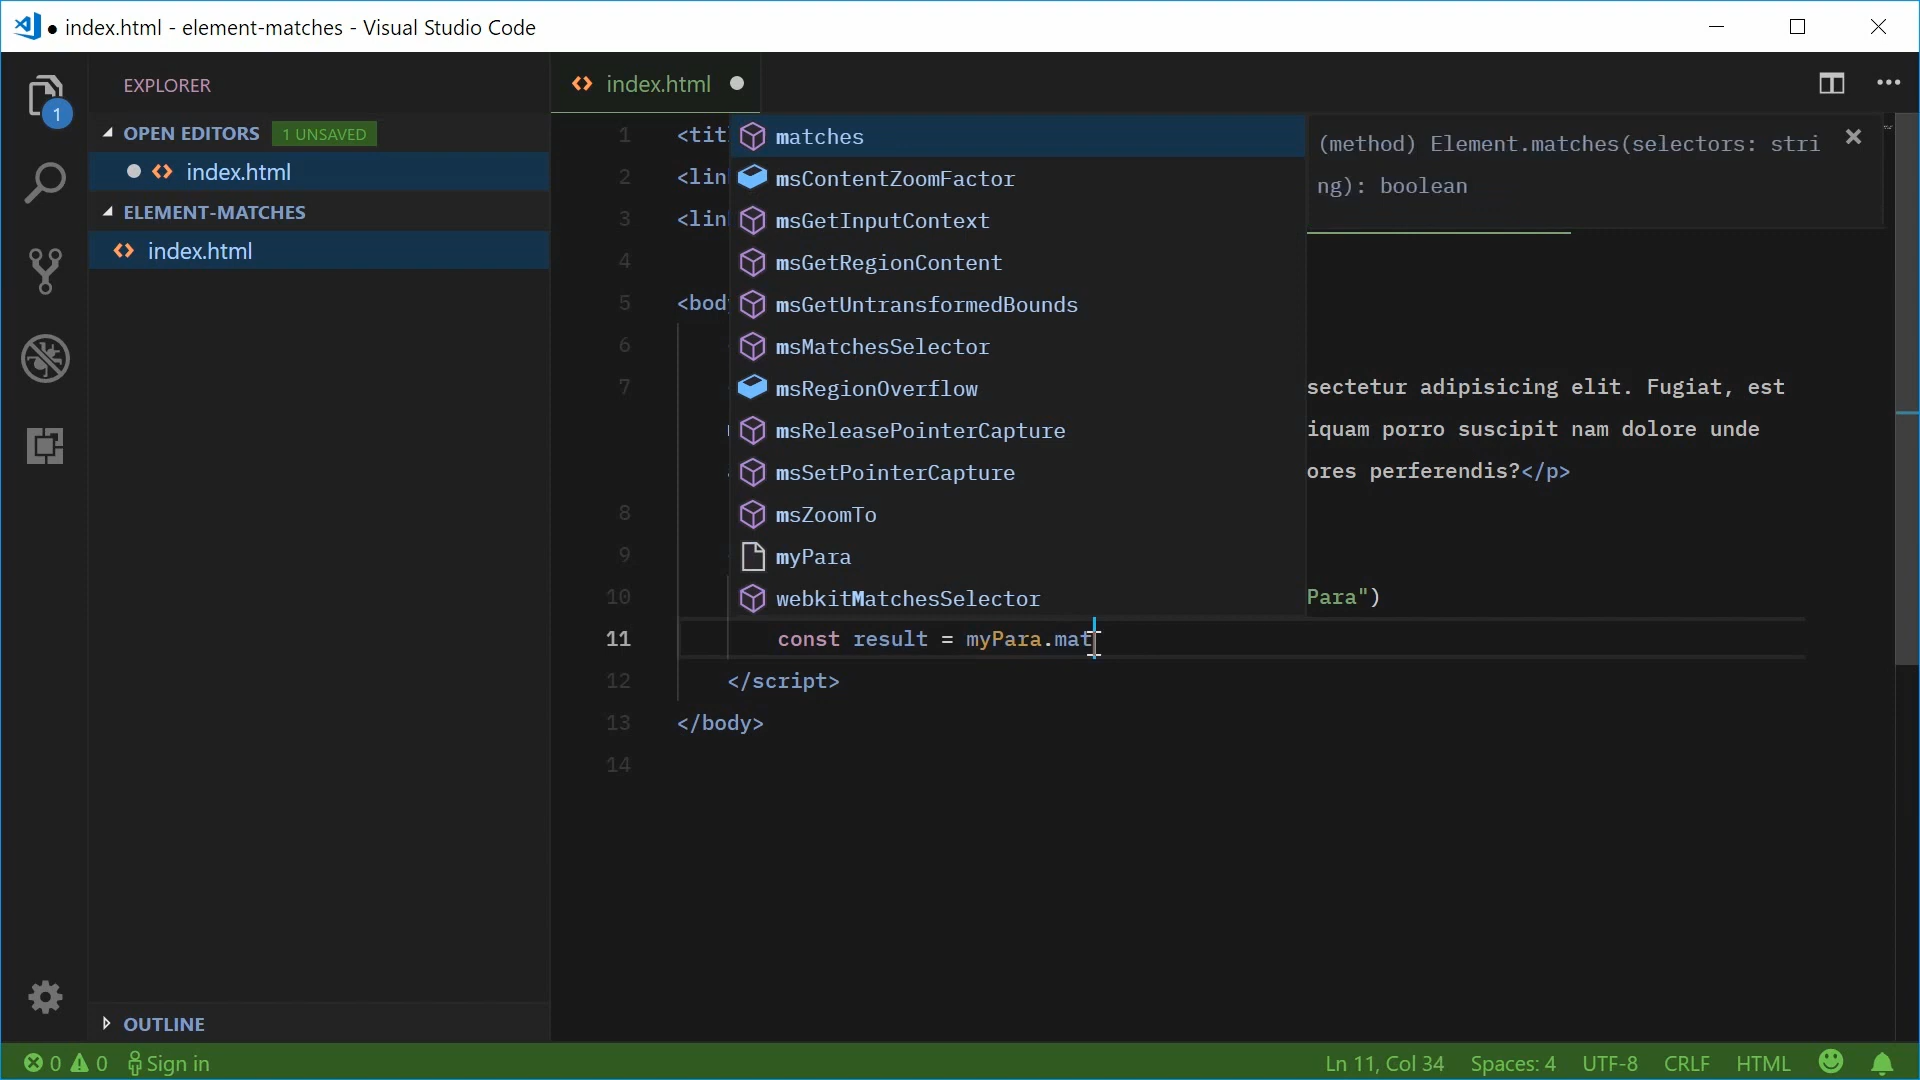 ● index.html - element-matches - Visual Studio Code
EXPLORER
OPEN EDITORS 1 UNSAVED
index.html
ELEMENT-MATCHES
index.html
OUTLINE
index.html
1 <tit
2 <lin
3 <lin
4
5 <bod
6
7 sectetur adipisicing elit. Fugiat, est
iquam porro suscipit nam dolore unde
ores perferendis?</p>
8
9
10 Para")
11 const result = myPara.mat
12 </script>
13 </body>
14
matches
msContentZoomFactor
msGetInputContext
msGetRegionContent
msGetUntransformedBounds
msMatchesSelector
msRegionOverflow
msReleasePointerCapture
msSetPointerCapture
msZoomTo
myPara
webkitMatchesSelector
(method) Element.matches(selectors: stri
ng): boolean
1
0 0 Sign in
Ln 11, Col 34 Spaces: 4 UTF-8 CRLF HTML